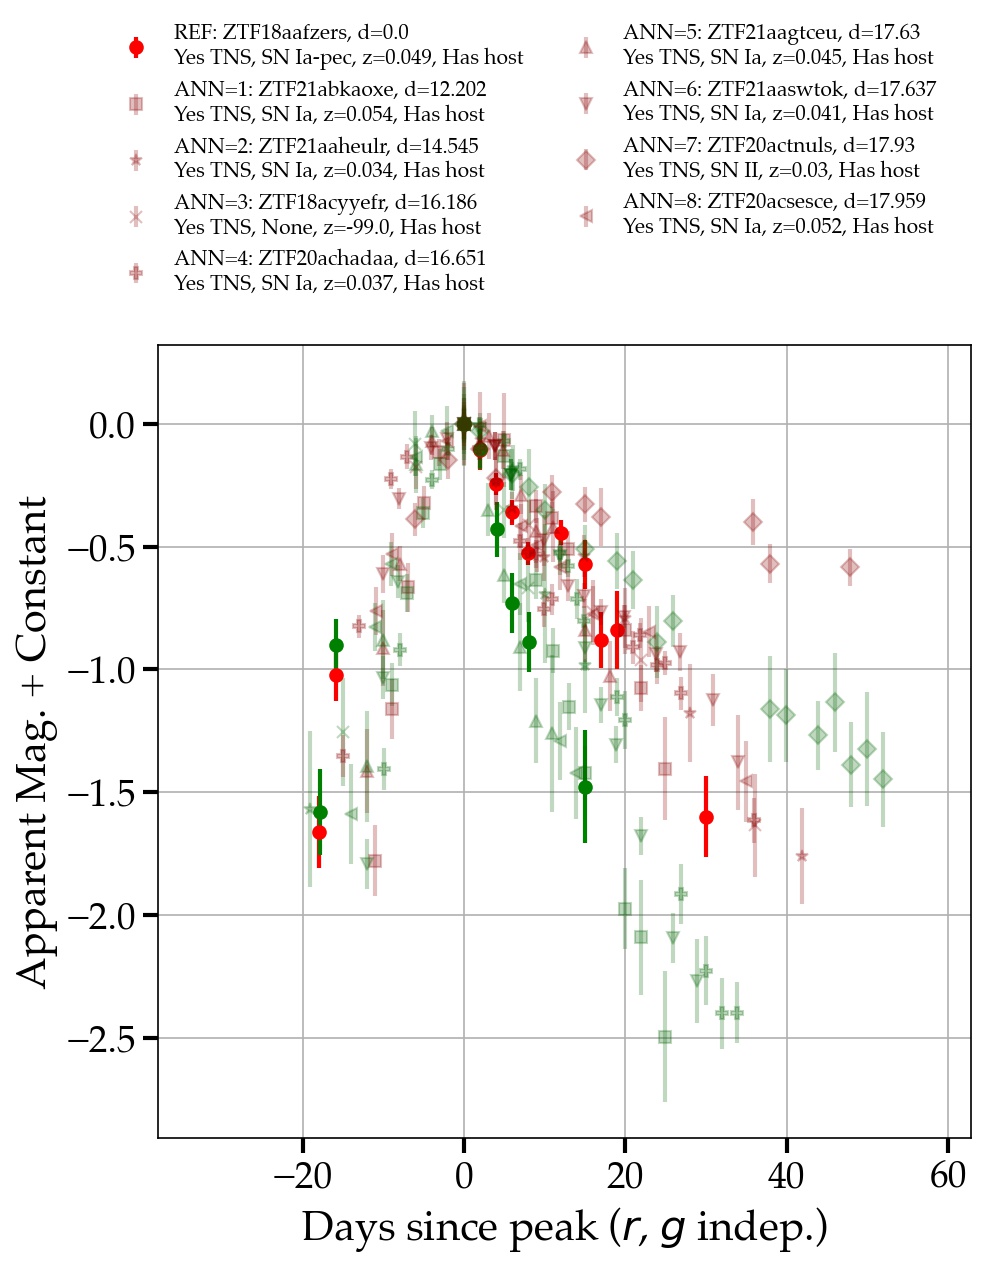 REF: ZTF18aafzers, d=0.0
Yes TNS, SN Ia-pec, z=0.049, Has host
ANN=1: ZTF21abkaoxe, d=12.202
Yes TNS, SN Ia, z=0.054, Has host
ANN=2: ZTF21aaheulr, d=14.545
Yes TNS, SN Ia, z=0.034, Has host
ANN=3: ZTF18acyyefr, d=16.186
Yes TNS, None, z=-99.0, Has host
ANN=4: ZTF20achadaa, d=16.651
Yes TNS, SN Ia, z=0.037, Has host
ANN=5: ZTF21aagtceu, d=17.63
Yes TNS, SN Ia, z=0.045, Has host
ANN=6: ZTF21aaswtok, d=17.637
Yes TNS, SN Ia, z=0.041, Has host
ANN=7: ZTF20actnuls, d=17.93
Yes TNS, SN II, z=0.03, Has host
ANN=8: ZTF20acsesce, d=17.959
Yes TNS, SN Ia, z=0.052, Has host
Apparent Mag. + Constant
0.0
−0.5
−1.0
−1.5
−2.0
−2.5
−20
0
20
40
60
Days since peak (r, g indep.)